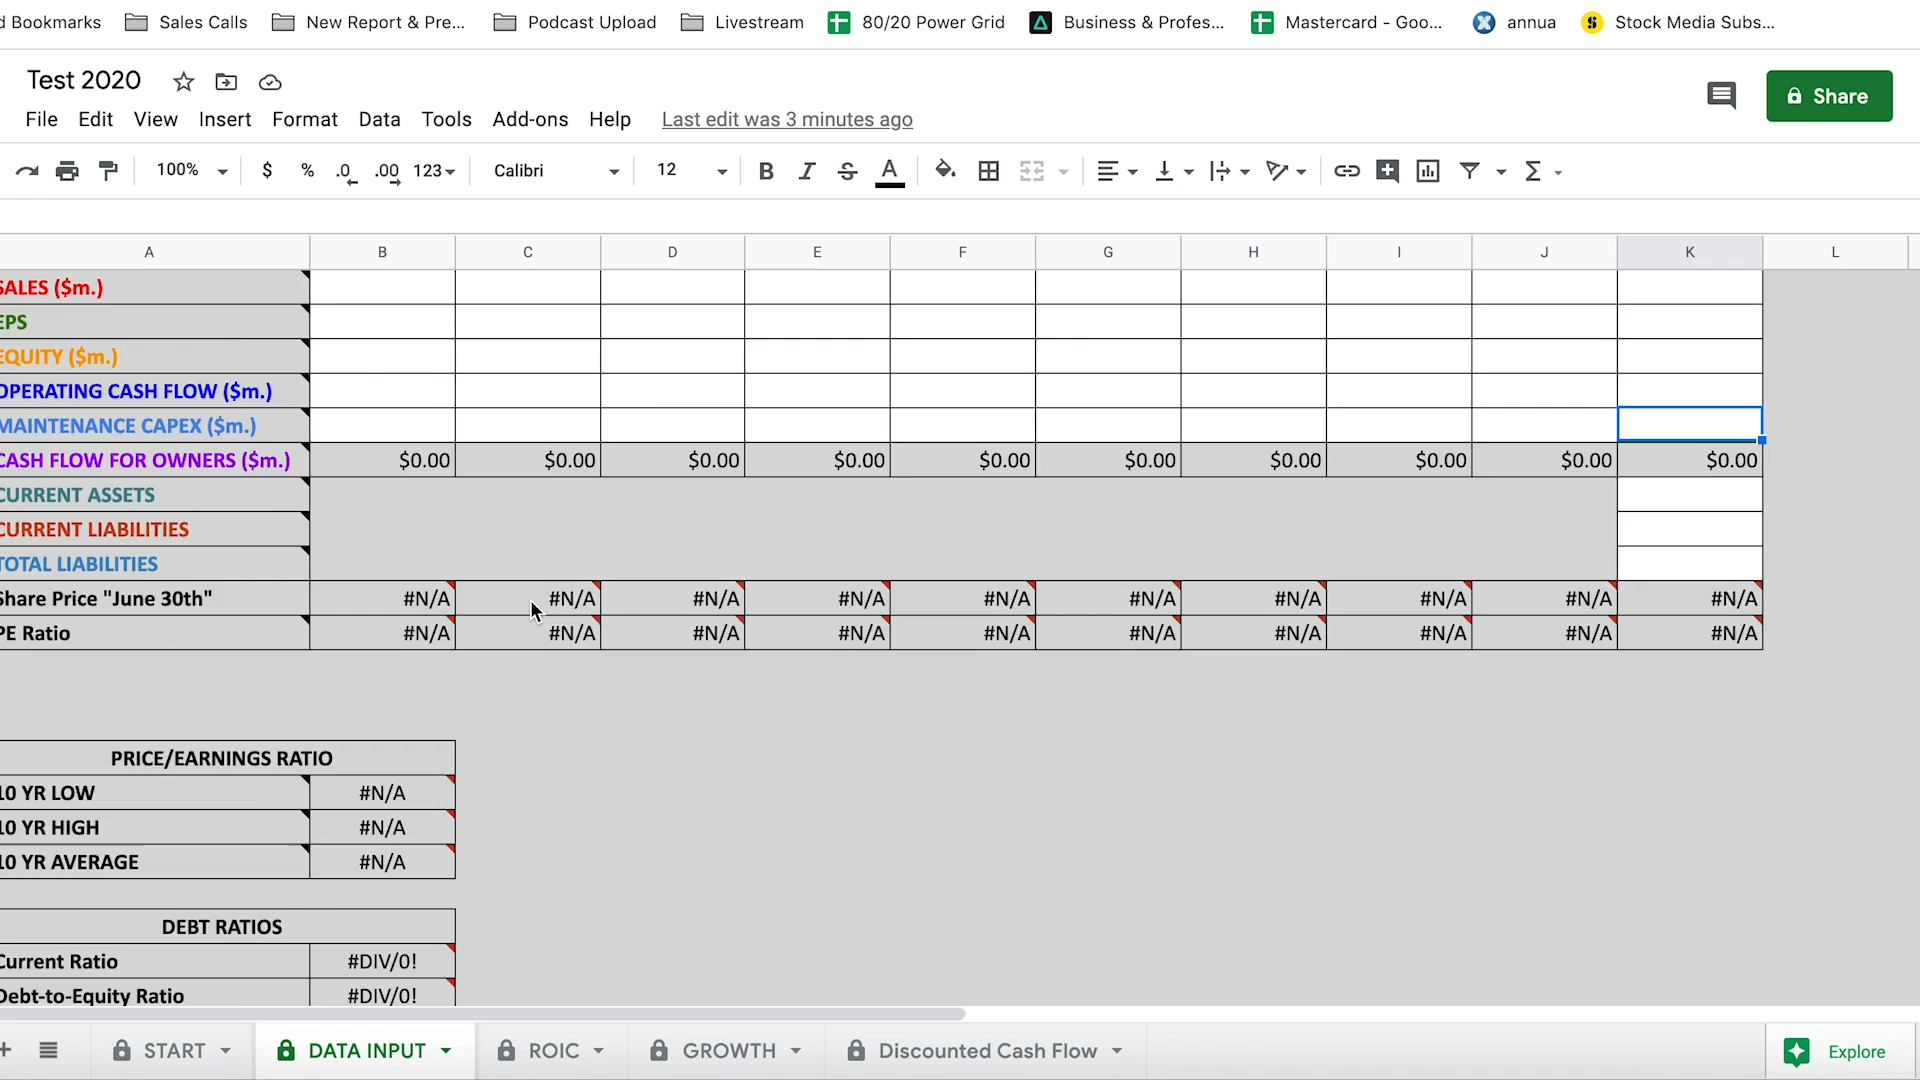 d Bookmarks Sales Calls New Report & Pre... Podcast Upload Livestream 80/20 Power Grid Business & Profes... Mastercard - Goo... annua Stock Media Subs...
Test 2020
Share
File Edit View Insert Format Data Tools Add-ons Help Last edit was 3 minutes ago
100% $ % .0 .00 123 Calibri 12 B I S A Σ
A B C D E F G H I J K L
SALES ($m.)
EPS
EQUITY ($m.)
OPERATING CASH FLOW ($m.)
MAINTENANCE CAPEX ($m.)
CASH FLOW FOR OWNERS ($m.) $0.00 $0.00 $0.00 $0.00 $0.00 $0.00 $0.00 $0.00 $0.00 $0.00
CURRENT ASSETS
CURRENT LIABILITIES
TOTAL LIABILITIES
Share Price "June 30th" #N/A #N/A #N/A #N/A #N/A #N/A #N/A #N/A #N/A #N/A
PE Ratio #N/A #N/A #N/A #N/A #N/A #N/A #N/A #N/A #N/A #N/A
PRICE/EARNINGS RATIO
10 YR LOW #N/A
10 YR HIGH #N/A
10 YR AVERAGE #N/A
DEBT RATIOS
Current Ratio #DIV/0!
Debt-to-Equity Ratio #DIV/0!
+ START DATA INPUT ROIC GROWTH Discounted Cash Flow Explore